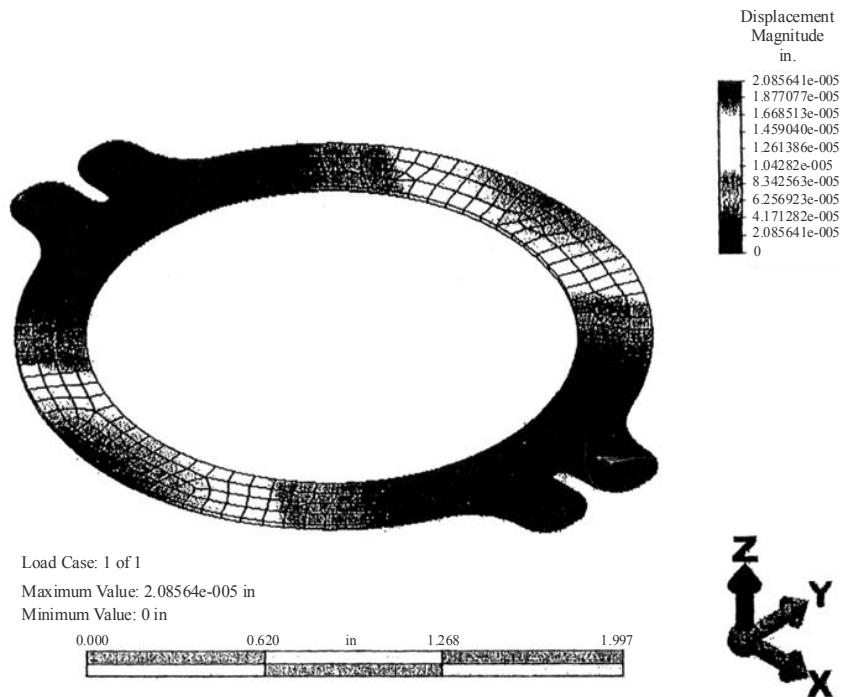 Displacement
Magnitude
in.
2.085641e-005
1.877077e-005
1.668513e-005
1.459040e-005
1.261386e-005
1.04282e-005
8.342563e-005
6.256923e-005
4.171282e-005
2.085641e-005
0
Load Case: 1 of 1
Maximum Value: 2.08564e-005 in
Minimum Value: 0 in
0.000 0.620 in 1.268 1.997
Z
Y
X